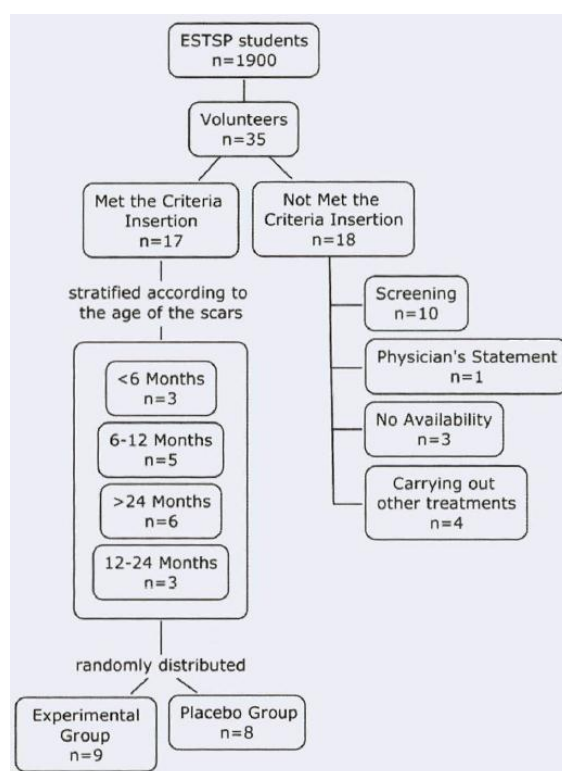 ESTSP students
n=1900
Volunteers
n=35
Met the Criteria
Insertion
n=17
Not Met the
Criteria Insertion
n=18
stratified according to
the age of the scars
<6 Months
n=3
6-12 Months
n=5
>24 Months
n=6
12-24 Months
n=3
Screening
n=10
Physician's Statement
n=1
No Availability
n=3
Carrying out
other treatments
n=4
randomly distributed
Experimental
Group
n=9
Placebo Group
n=8